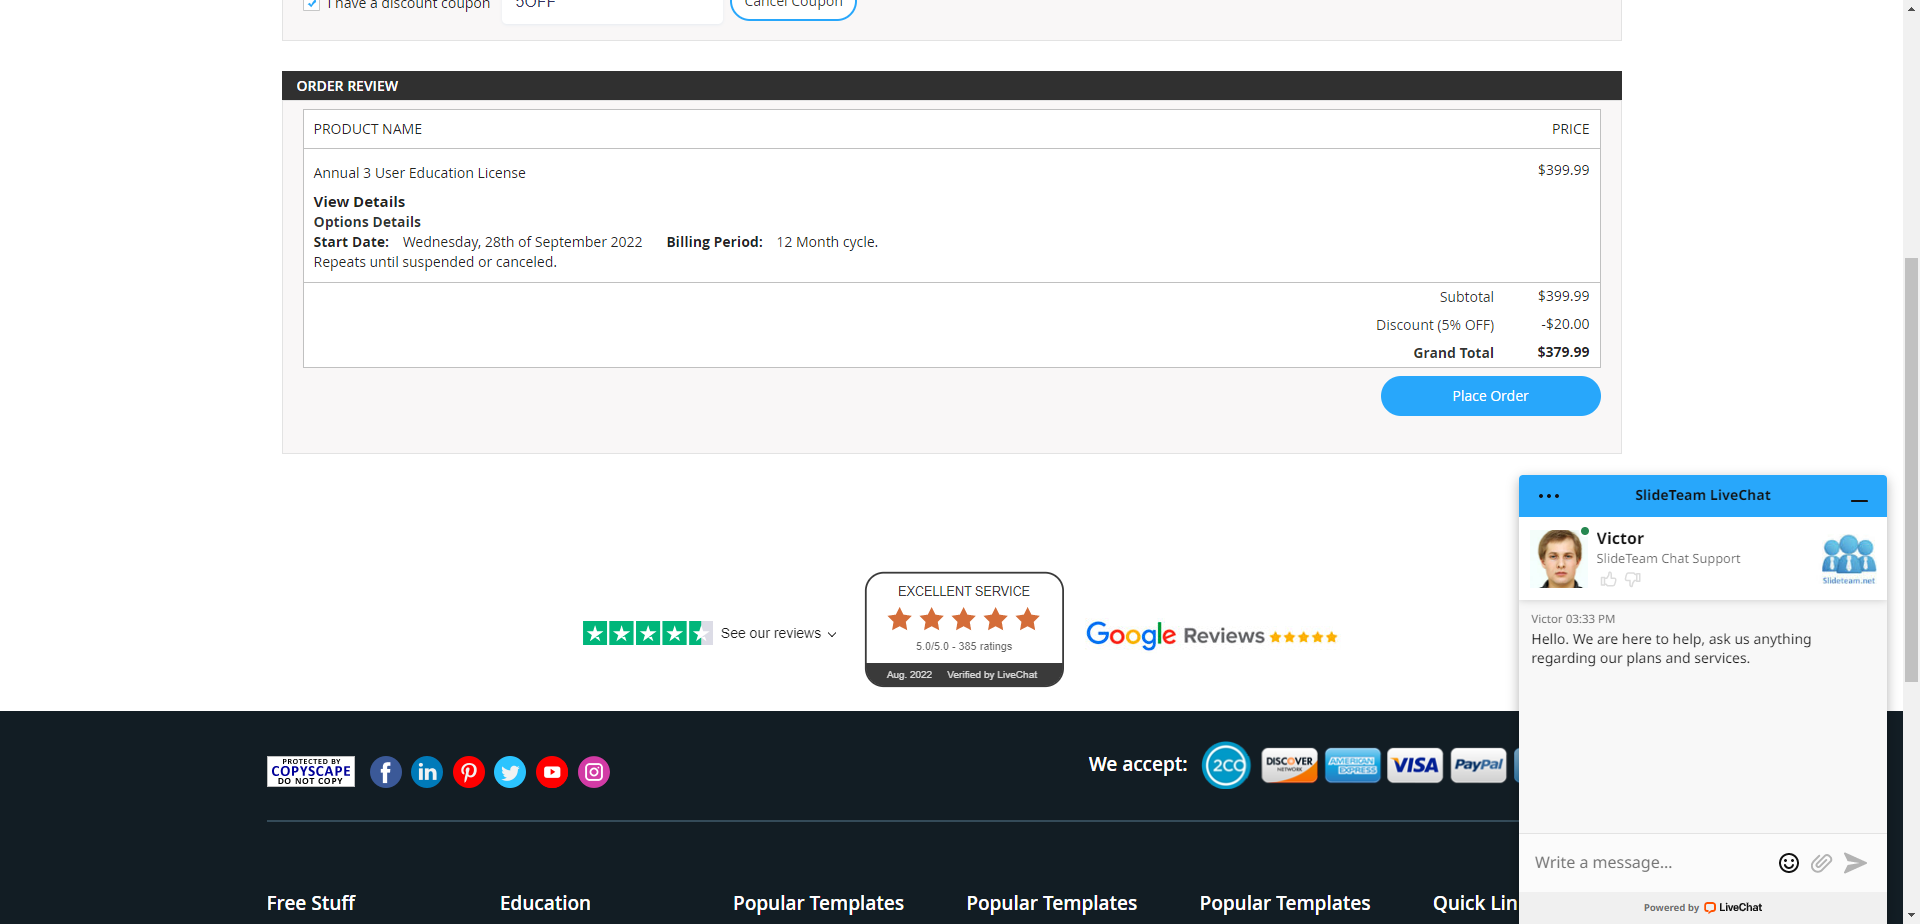 I have a discount coupon 5OFF Cancel Coupon
ORDER REVIEW
PRODUCT NAME PRICE
Annual 3 User Education License $399.99
View Details
Options Details
Start Date: Wednesday, 28th of September 2022 Billing Period: 12 Month cycle.
Repeats until suspended or canceled.
Subtotal $399.99
Discount (5% OFF) -$20.00
Grand Total $379.99
Place Order
See our reviews
EXCELLENT SERVICE
5.0/5.0 - 385 ratings
Aug. 2022 Verified by LiveChat
Google Reviews
SlideTeam LiveChat
Victor
SlideTeam Chat Support
Slideteam.net
Victor 03:33 PM
Hello. We are here to help, ask us anything
regarding our plans and services.
Write a message...
Powered by LiveChat
PROTECTED BY
COPYSCAPE
DO NOT COPY
We accept: 2CO DISCOVER NETWORK AMERICAN EXPRESS VISA PayPal
Free Stuff Education Popular Templates Popular Templates Popular Templates Quick Lin